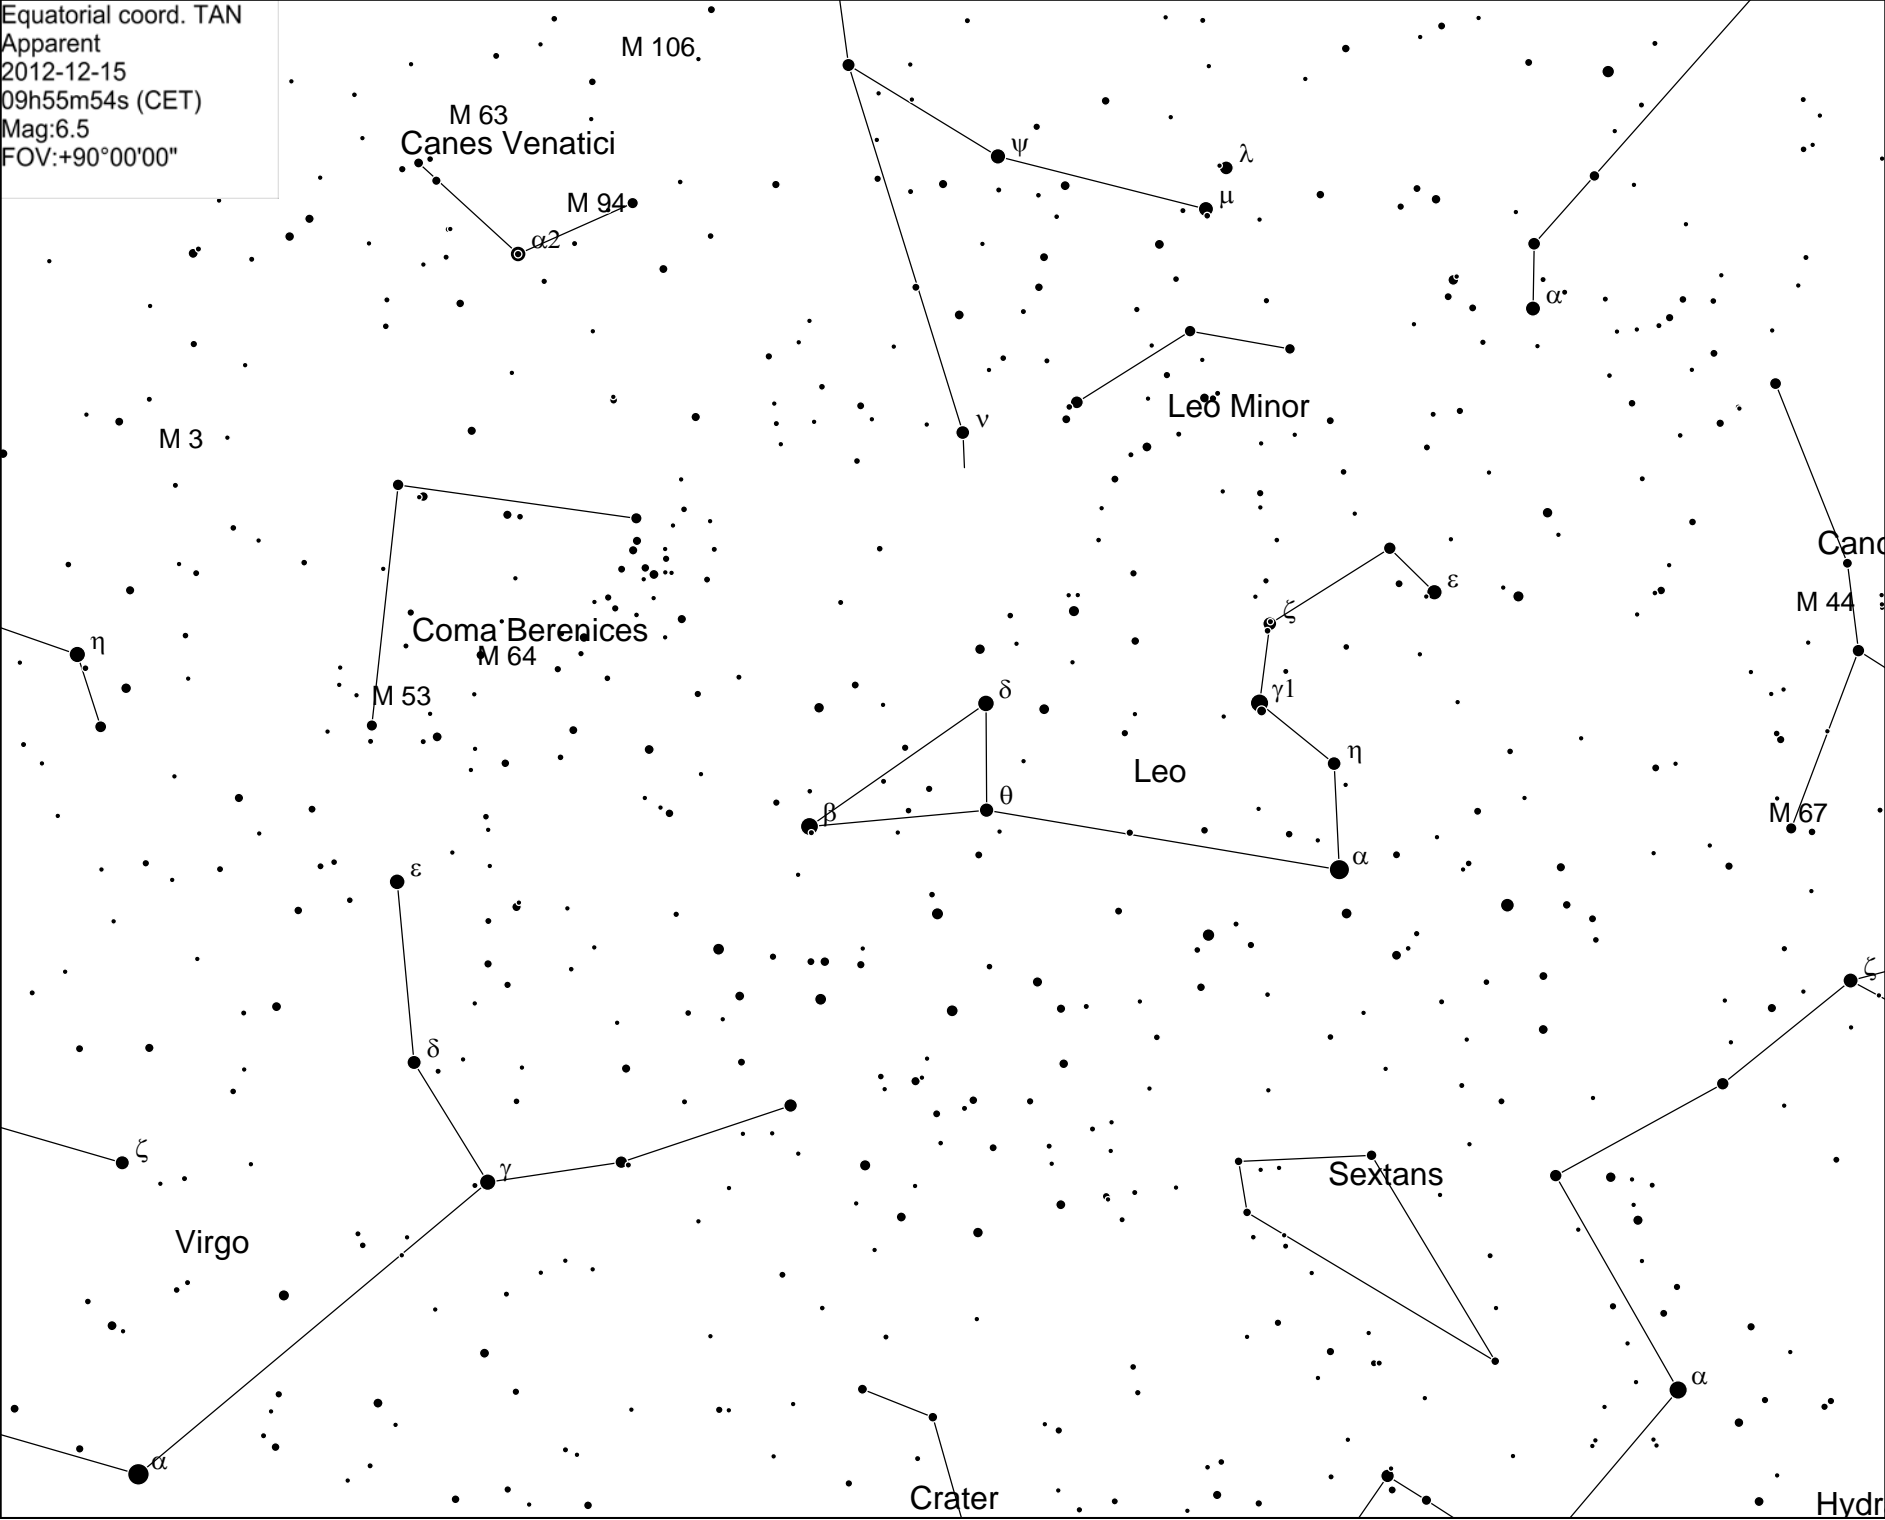 Equatorial coord. TAN
Apparent
2012-12-15
09h55m54s (CET)
Mag:6.5
FOV:+90°00'00"
M 106
M 63
Canes Venatici
ψ
λ
M 94
μ
α2
α
Leo Minor
ν
M 3
Canc
ε
M 44
ζ
Coma Berenices
η
M 64
δ
γ1
M 53
η
Leo
θ
β
M 67
α
ε
ζ
δ
ζ
γ
Sextans
Virgo
α
α
Crater
Hydr